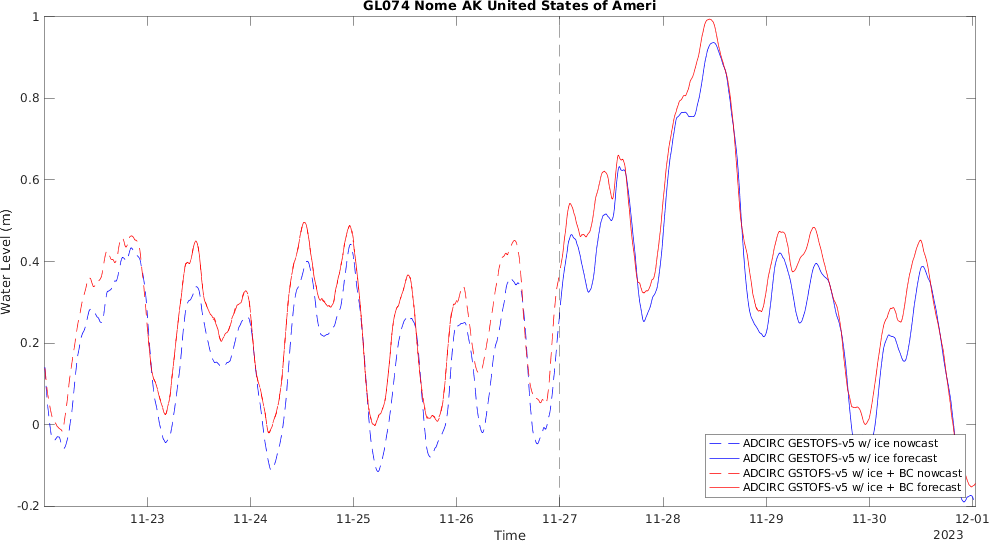 GL074 Nome AK United States of Ameri
1
0.8
0.6
0.4
0.2
0
-0.2
Water Level (m)
ADCIRC GESTOFS-v5 w/ ice nowcast
ADCIRC GESTOFS-v5 w/ ice forecast
ADCIRC GSTOFS-v5 w/ ice + BC nowcast
ADCIRC GSTOFS-v5 w/ ice + BC forecast
11-23 11-24 11-25 11-26 11-27 11-28 11-29 11-30 12-01
Time
2023